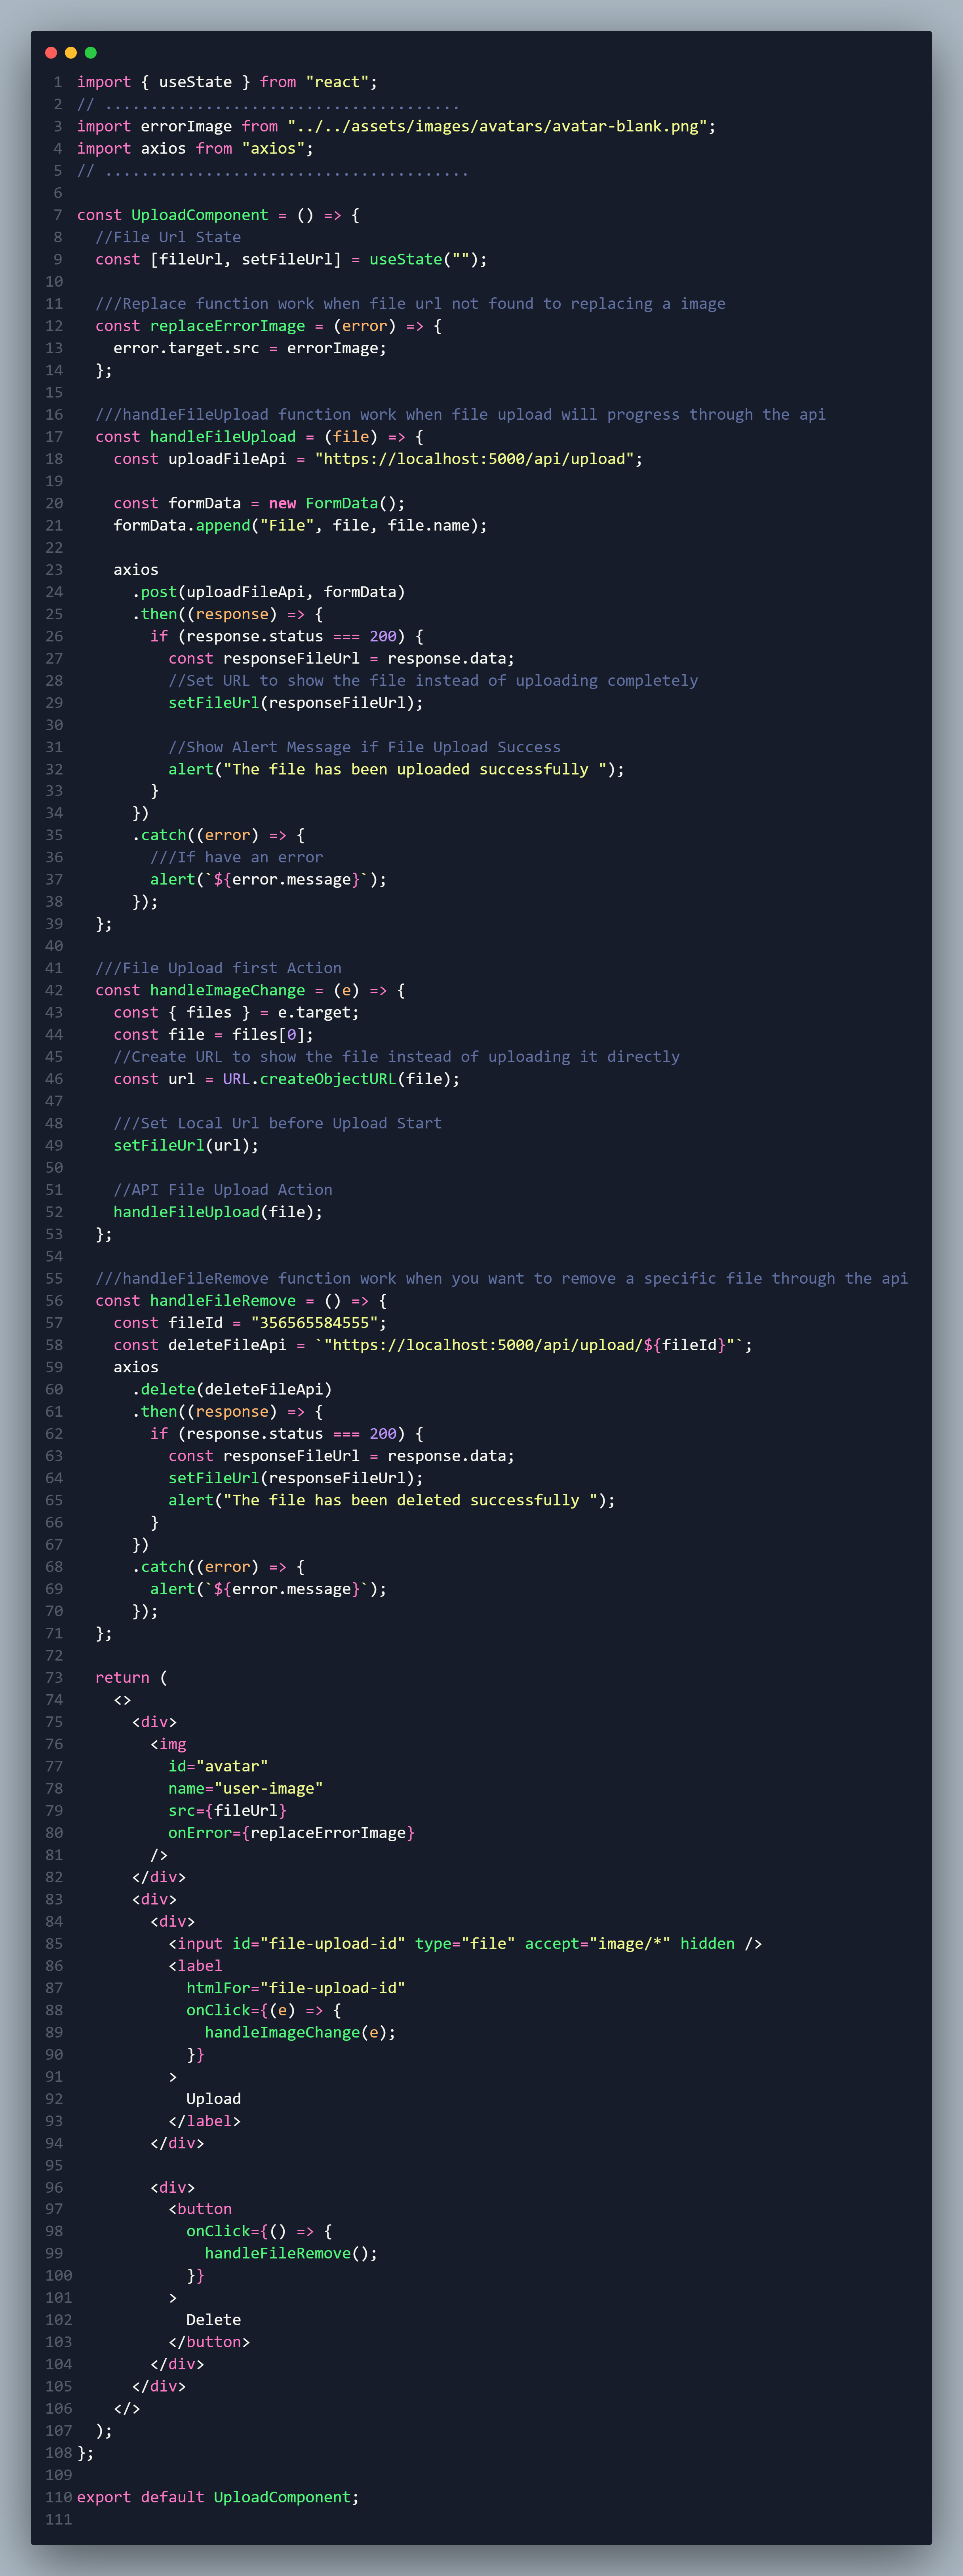 1 import { useState } from "react";
2 // .......................................
3 import errorImage from "../../assets/images/avatars/avatar-blank.png";
4 import axios from "axios";
5 // ........................................
6
7 const UploadComponent = () => {
8   //File Url State
9   const [fileUrl, setFileUrl] = useState("");
10
11   ///Replace function work when file url not found to replacing a image
12   const replaceErrorImage = (error) => {
13     error.target.src = errorImage;
14   };
15
16   ///handleFileUpload function work when file upload will progress through the api
17   const handleFileUpload = (file) => {
18     const uploadFileApi = "https://localhost:5000/api/upload";
19
20     const formData = new FormData();
21     formData.append("File", file, file.name);
22
23     axios
24       .post(uploadFileApi, formData)
25       .then((response) => {
26         if (response.status === 200) {
27           const responseFileUrl = response.data;
28           //Set URL to show the file instead of uploading completely
29           setFileUrl(responseFileUrl);
30
31           //Show Alert Message if File Upload Success
32           alert("The file has been uploaded successfully ");
33         }
34       })
35       .catch((error) => {
36         ///If have an error
37         alert(`${error.message}`);
38       });
39   };
40
41   ///File Upload first Action
42   const handleImageChange = (e) => {
43     const { files } = e.target;
44     const file = files[0];
45     //Create URL to show the file instead of uploading it directly
46     const url = URL.createObjectURL(file);
47
48     ///Set Local Url before Upload Start
49     setFileUrl(url);
50
51     //API File Upload Action
52     handleFileUpload(file);
53   };
54
55   ///handleFileRemove function work when you want to remove a specific file through the api
56   const handleFileRemove = () => {
57     const fileId = "356565584555";
58     const deleteFileApi = `"https://localhost:5000/api/upload/${fileId}"`;
59     axios
60       .delete(deleteFileApi)
61       .then((response) => {
62         if (response.status === 200) {
63           const responseFileUrl = response.data;
64           setFileUrl(responseFileUrl);
65           alert("The file has been deleted successfully ");
66         }
67       })
68       .catch((error) => {
69         alert(`${error.message}`);
70       });
71   };
72
73   return (
74     <>
75       <div>
76         <img
77           id="avatar"
78           name="user-image"
79           src={fileUrl}
80           onError={replaceErrorImage}
81         />
82       </div>
83       <div>
84         <div>
85           <input id="file-upload-id" type="file" accept="image/*" hidden />
86           <label
87             htmlFor="file-upload-id"
88             onClick={(e) => {
89               handleImageChange(e);
90             }}
91           >
92             Upload
93           </label>
94         </div>
95
96         <div>
97           <button
98             onClick={() => {
99               handleFileRemove();
100             }}
101           >
102             Delete
103           </button>
104         </div>
105       </div>
106     </>
107   );
108 };
109
110 export default UploadComponent;
111